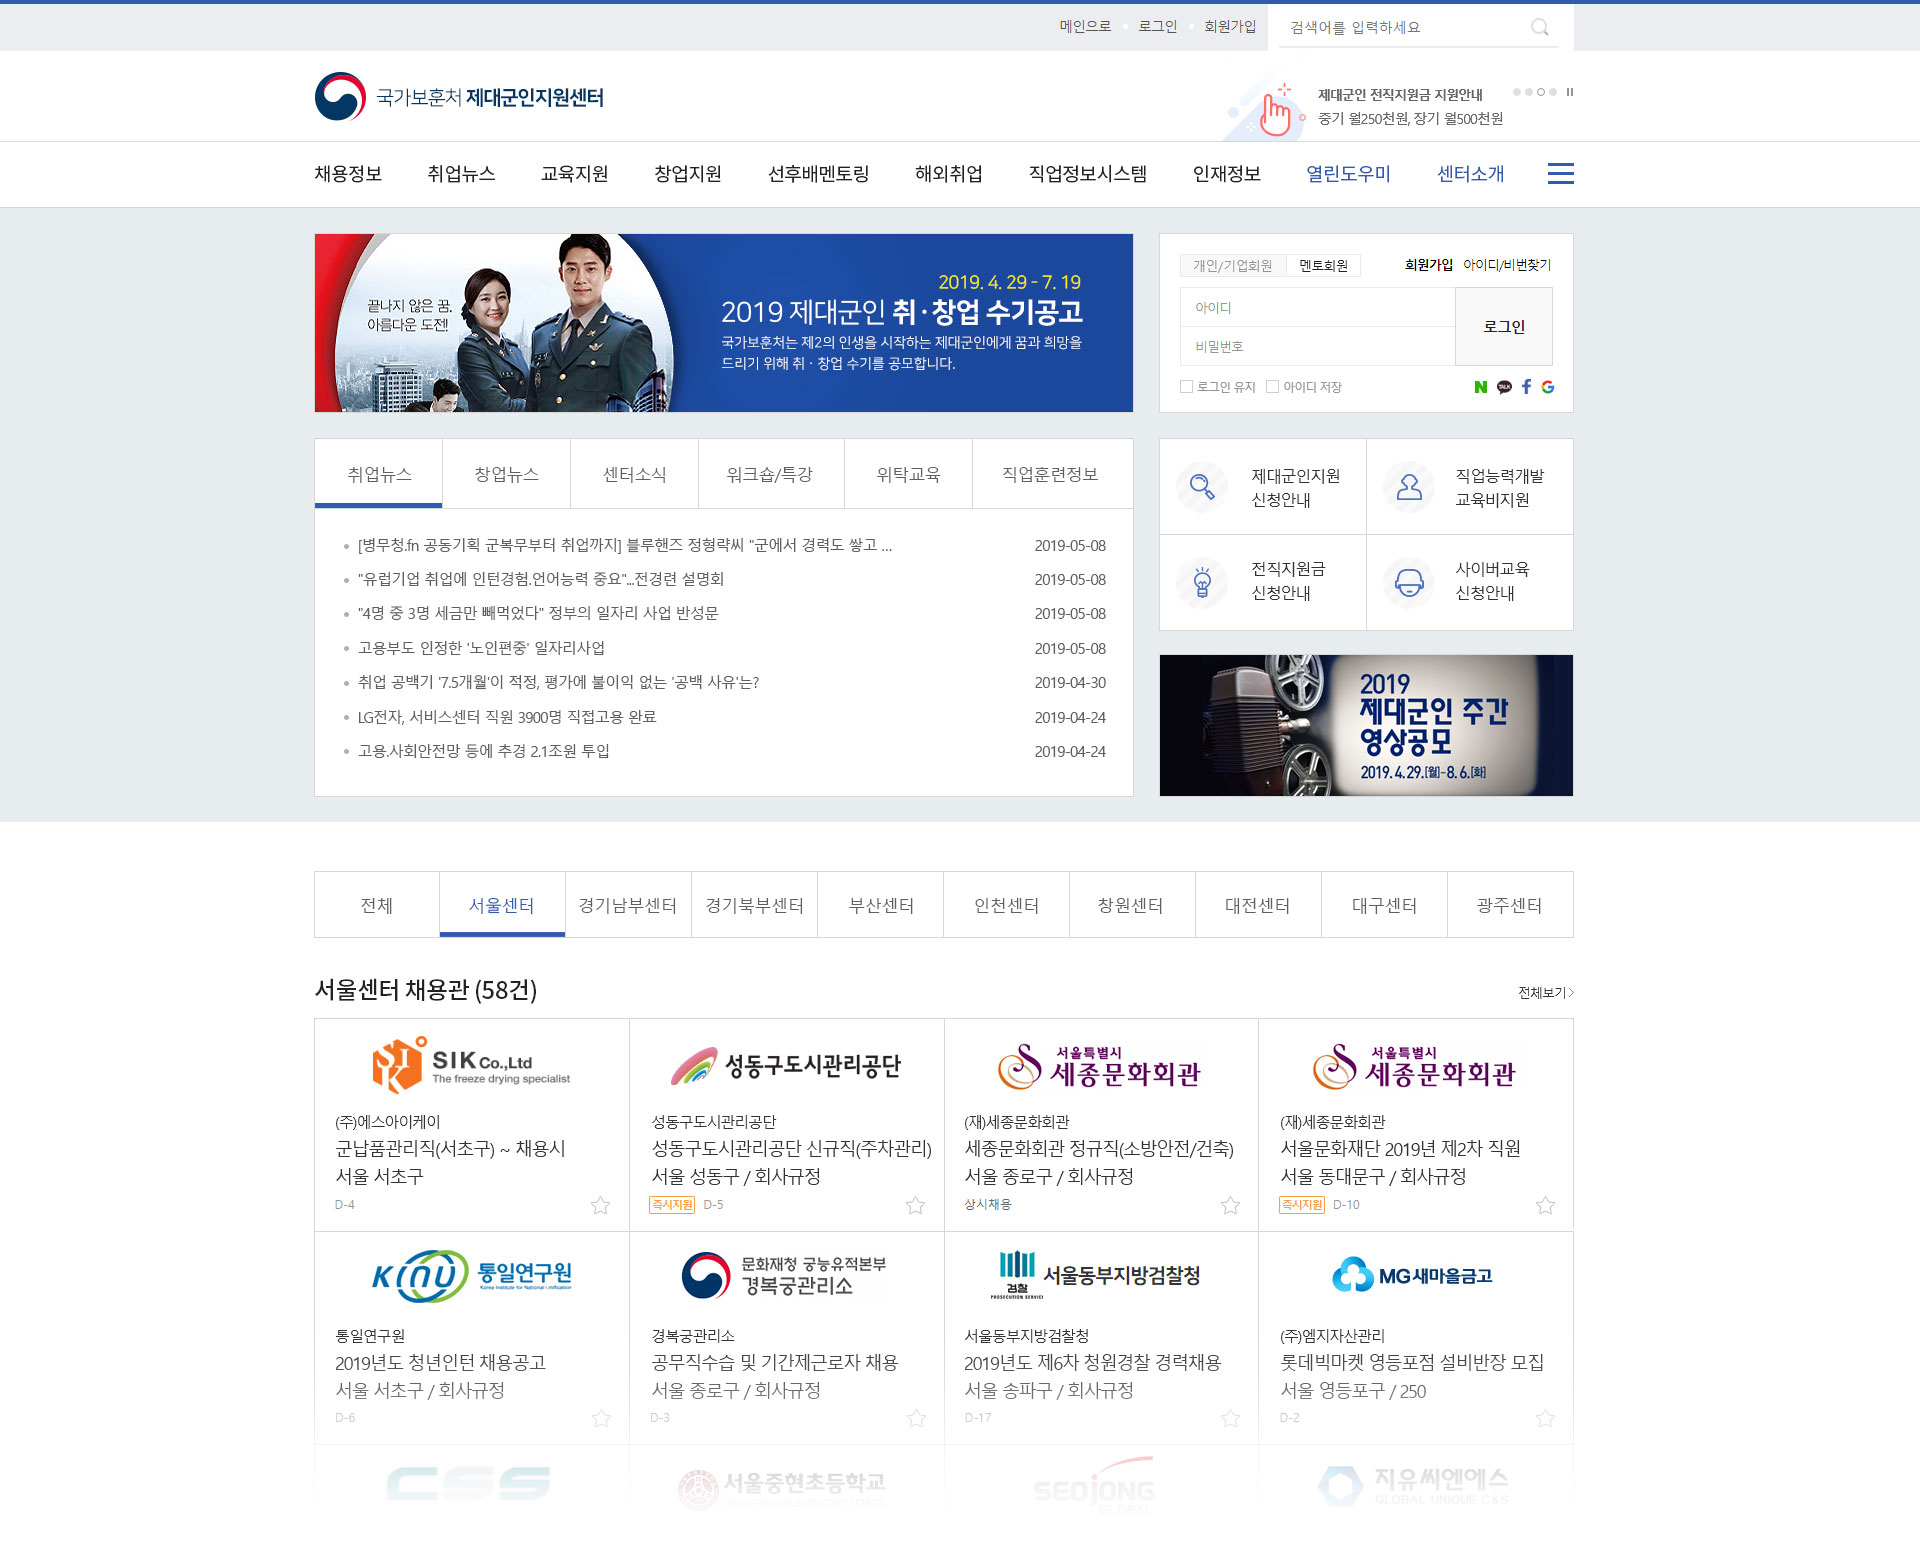 메인으로
로그인
회원가입
검색어를 입력하세요
국가보훈처 제대군인지원센터
제대군인 전직지원금 지원안내
중기 월250천원, 장기 월500천원
채용정보
취업뉴스
교육지원
창업지원
선후배멘토링
해외취업
직업정보시스템
인재정보
열린도우미
센터소개
끝나지 않은 꿈.
아름다운 도전!
2019. 4. 29 - 7. 19
2019 제대군인 취·창업 수기공고
국가보훈처는 제2의 인생을 시작하는 제대군인에게 꿈과 희망을
드리기 위해 취 · 창업 수기를 공모합니다.
개인/기업회원
멘토회원
회원가입
아이디/비번찾기
아이디
비밀번호
로그인
로그인 유지
아이디 저장
N
TALK
f
G
취업뉴스
창업뉴스
센터소식
워크숍/특강
위탁교육
직업훈련정보
[병무청.fn 공동기획 군복무부터 취업까지] 블루핸즈 정형략씨 "군에서 경력도 쌓고 ... 2019-05-08
"유럽기업 취업에 인턴경험.언어능력 중요"...전경련 설명회 2019-05-08
"4명 중 3명 세금만 빼먹었다" 정부의 일자리 사업 반성문 2019-05-08
고용부도 인정한 '노인편중' 일자리사업 2019-05-08
취업 공백기 '7.5개월'이 적정, 평가에 불이익 없는 '공백 사유'는? 2019-04-30
LG전자, 서비스센터 직원 3900명 직접고용 완료 2019-04-24
고용.사회안전망 등에 추경 2.1조원 투입 2019-04-24
제대군인지원
신청안내
직업능력개발
교육비지원
전직지원금
신청안내
사이버교육
신청안내
2019
제대군인 주간
영상공모
2019. 4. 29.[월]-8. 6.[화]
전체
서울센터
경기남부센터
경기북부센터
부산센터
인천센터
창원센터
대전센터
대구센터
광주센터
서울센터 채용관 (58건)
전체보기
SIK Co.,Ltd
The freeze drying specialist
(주)에스아이케이
군납품관리직(서초구) ~ 채용시
서울 서초구
D-4
성동구도시관리공단
성동구도시관리공단
성동구도시관리공단 신규직(주차관리)
서울 성동구 / 회사규정
즉시지원 D-5
서울특별시
세종문화회관
(재)세종문화회관
세종문화회관 정규직(소방안전/건축)
서울 종로구 / 회사규정
상시채용
서울특별시
세종문화회관
(재)세종문화회관
서울문화재단 2019년 제2차 직원
서울 동대문구 / 회사규정
즉시지원 D-10
KINU 통일연구원
Korea Institute for National Unification
통일연구원
2019년도 청년인턴 채용공고
서울 서초구 / 회사규정
D-6
문화재청 궁능유적본부
경복궁관리소
경복궁관리소
공무직수습 및 기간제근로자 채용
서울 종로구 / 회사규정
D-3
검찰
PROSECUTION SERVICE
서울동부지방검찰청
서울동부지방검찰청
2019년도 제6차 청원경찰 경력채용
서울 송파구 / 회사규정
D-17
MG새마을금고
(주)엠지자산관리
롯데빅마켓 영등포점 설비반장 모집
서울 영등포구 / 250
D-2
CSS
서울중현초등학교
SEOJONG
GLOBAL
지유씨엔에스
GLOBAL UNIQUE C&S